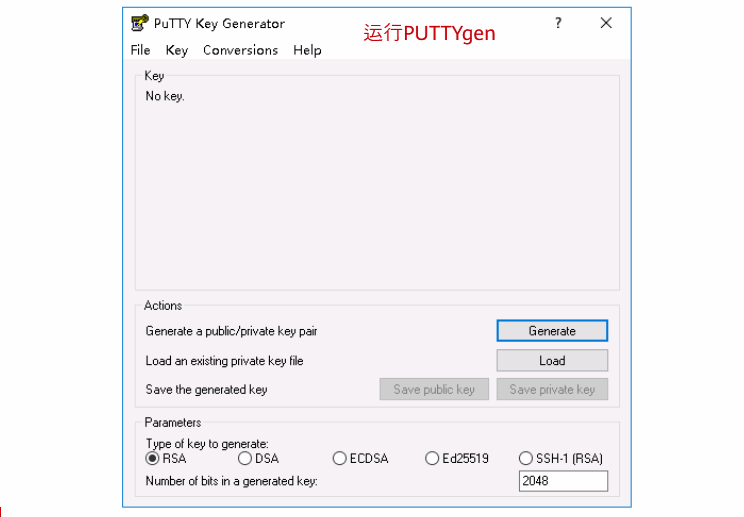 PuTTY Key Generator
运行PUTTYgen
?
File Key Conversions Help
Key
No key.
Actions
Generate a public/private key pair
Generate
Load an existing private key file
Load
Save the generated key
Save public key
Save private key
Parameters
Type of key to generate:
RSA DSA ECDSA Ed25519 SSH-1 (RSA)
Number of bits in a generated key:
2048